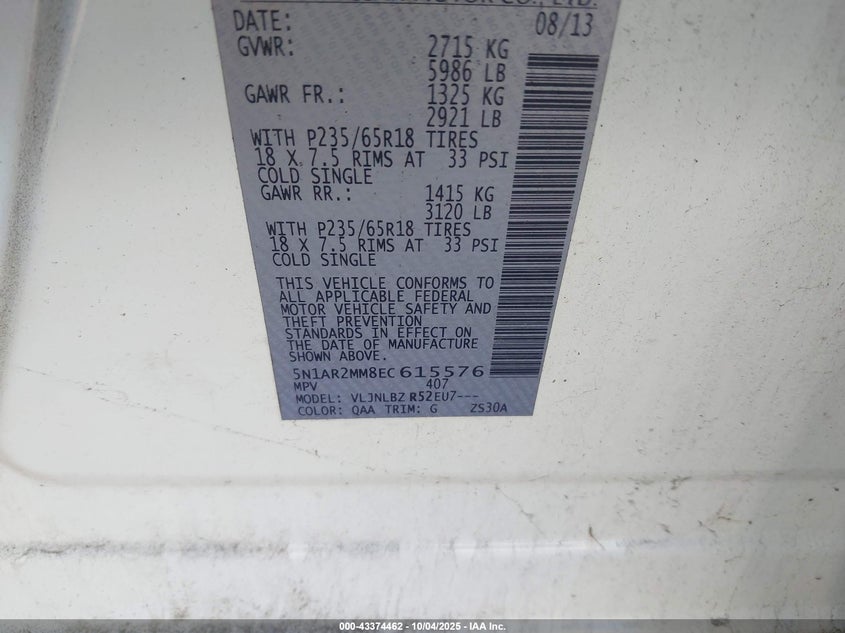 MOTOR CO., LTD.
DATE: 08/13
GVWR: 2715 KG
5986 LB
GAWR FR.: 1325 KG
2921 LB
WITH P235/65R18 TIRES
18 X 7.5 RIMS AT 33 PSI
COLD SINGLE
GAWR RR.: 1415 KG
3120 LB
WITH P235/65R18 TIRES
18 X 7.5 RIMS AT 33 PSI
COLD SINGLE
THIS VEHICLE CONFORMS TO
ALL APPLICABLE FEDERAL
MOTOR VEHICLE SAFETY AND
THEFT PREVENTION
STANDARDS IN EFFECT ON
THE DATE OF MANUFACTURE
SHOWN ABOVE.
5N1AR2MM8EC615576
MPV 407
MODEL: VLJNLBZ R52EU7---
COLOR: QAA TRIM: G ZS30A
000-43374462 - 10/04/2025 - IAA Inc.